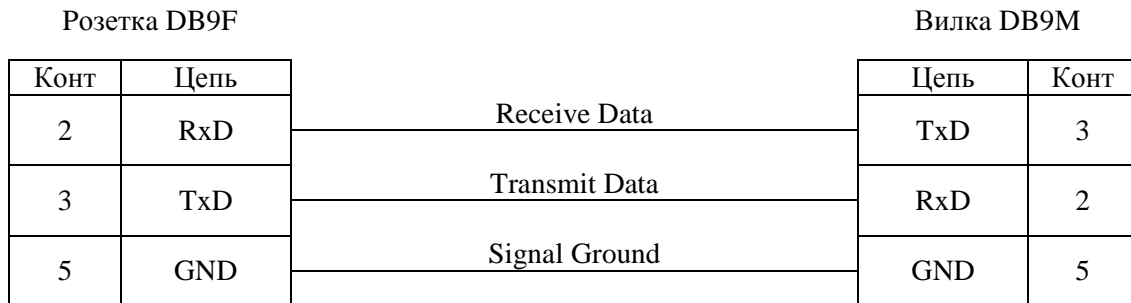 Розетка DB9F Вилка DB9M
Конт Цепь Цепь Конт
2 RxD Receive Data TxD 3
3 TxD Transmit Data RxD 2
5 GND Signal Ground GND 5